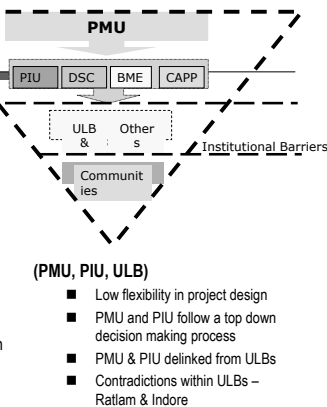 PMU
PIU DSC BME CAPP
ULB Other
& s
Institutional Barriers
Communit
ies
(PMU, PIU, ULB)
■ Low flexibility in project design
■ PMU and PIU follow a top down
decision making process
■ PMU & PIU delinked from ULBs
■ Contradictions within ULBs –
Ratlam & Indore